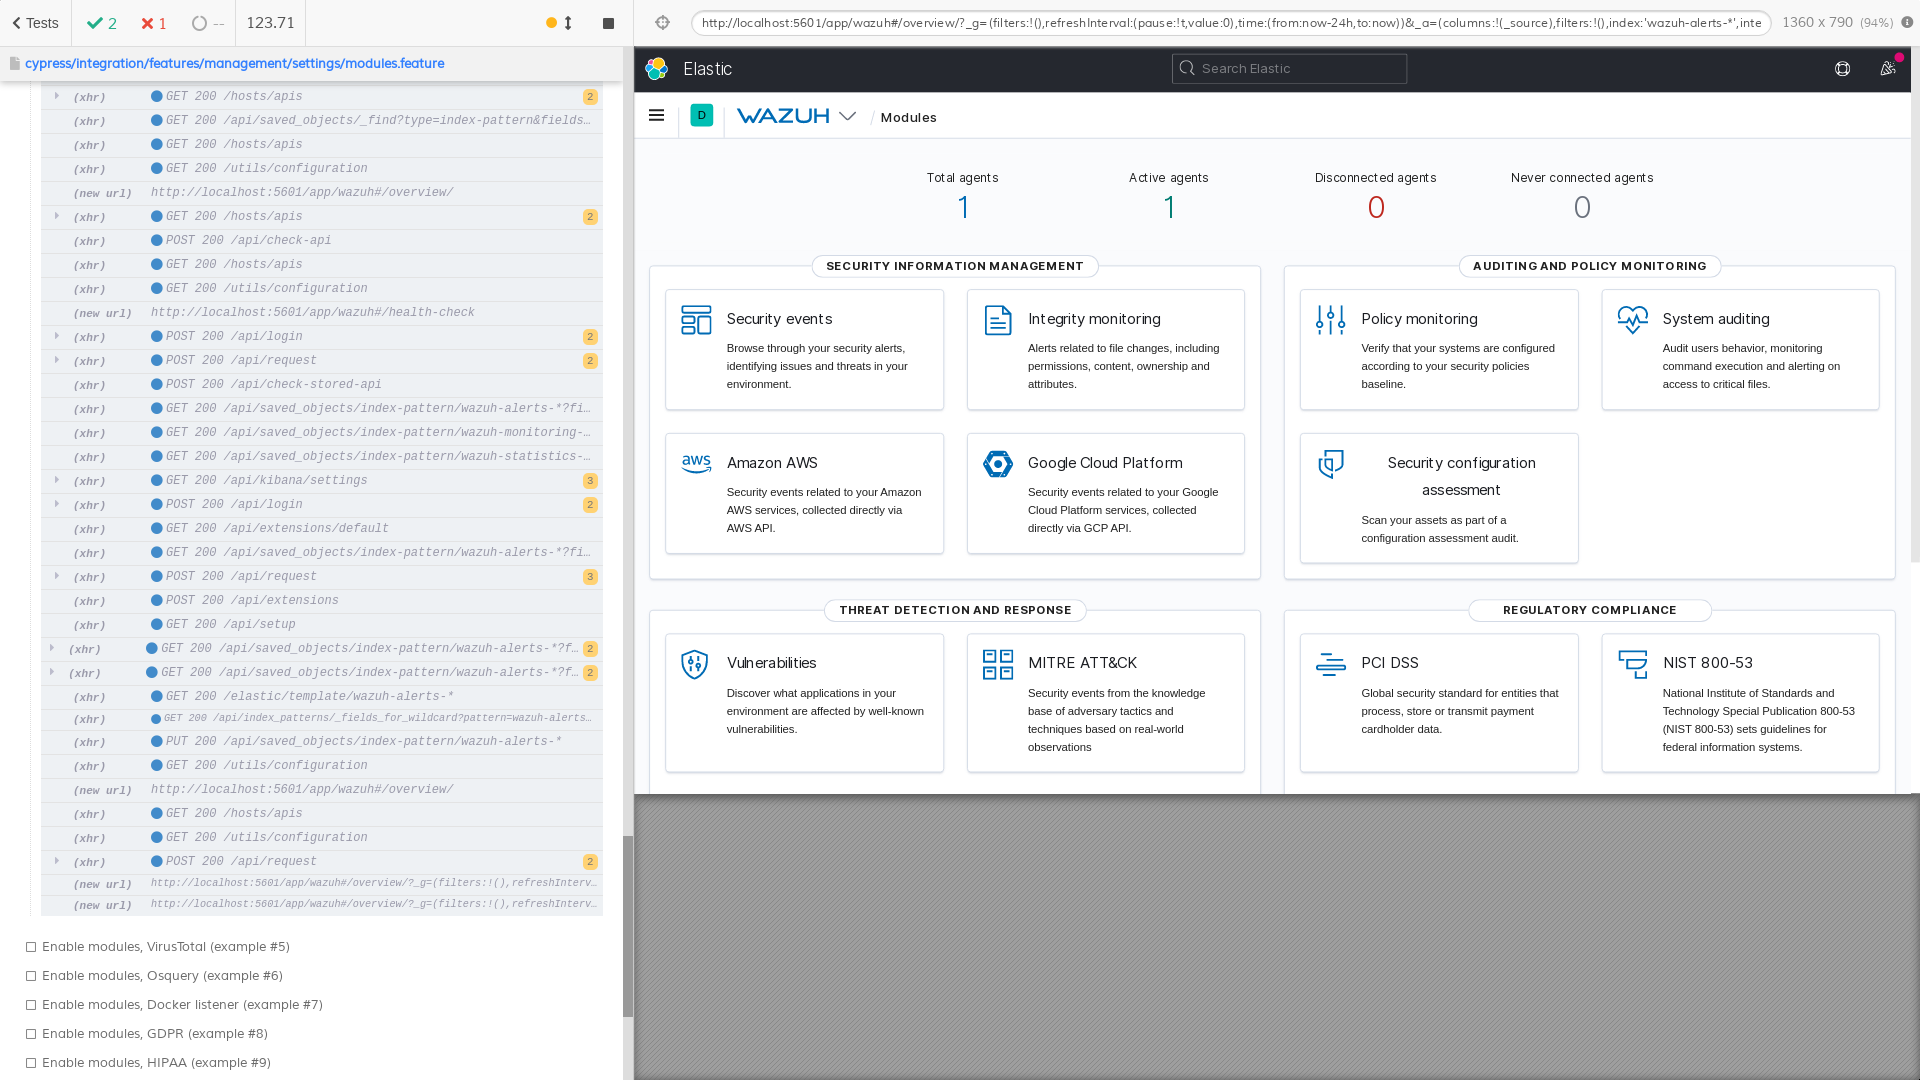 Tests
2
1
--
123.71
http://localhost:5601/app/wazuh#/overview/?_g=(filters:!(),refreshInterval:(pause:!t,value:0),time:(from:now-24h,to:now))&_a=(columns:!(_source),filters:!(),index:'wazuh-alerts-*',inte
1360 x 790 (94%)
cypress/integration/features/management/settings/modules.feature
(xhr) GET 200 /hosts/apis 2
(xhr) GET 200 /api/saved_objects/_find?type=index-pattern&fields…
(xhr) GET 200 /hosts/apis
(xhr) GET 200 /utils/configuration
(new url) http://localhost:5601/app/wazuh#/overview/
(xhr) GET 200 /hosts/apis 2
(xhr) POST 200 /api/check-api
(xhr) GET 200 /hosts/apis
(xhr) GET 200 /utils/configuration
(new url) http://localhost:5601/app/wazuh#/health-check
(xhr) POST 200 /api/login 2
(xhr) POST 200 /api/request 2
(xhr) POST 200 /api/check-stored-api
(xhr) GET 200 /api/saved_objects/index-pattern/wazuh-alerts-*?fi…
(xhr) GET 200 /api/saved_objects/index-pattern/wazuh-monitoring-…
(xhr) GET 200 /api/saved_objects/index-pattern/wazuh-statistics-…
(xhr) GET 200 /api/kibana/settings 3
(xhr) POST 200 /api/login 2
(xhr) GET 200 /api/extensions/default
(xhr) GET 200 /api/saved_objects/index-pattern/wazuh-alerts-*?fi…
(xhr) POST 200 /api/request 3
(xhr) POST 200 /api/extensions
(xhr) GET 200 /api/setup
(xhr) GET 200 /api/saved_objects/index-pattern/wazuh-alerts-*?f… 2
(xhr) GET 200 /api/saved_objects/index-pattern/wazuh-alerts-*?f… 2
(xhr) GET 200 /elastic/template/wazuh-alerts-*
(xhr) GET 200 /api/index_patterns/_fields_for_wildcard?pattern=wazuh-alerts…
(xhr) PUT 200 /api/saved_objects/index-pattern/wazuh-alerts-*
(xhr) GET 200 /utils/configuration
(new url) http://localhost:5601/app/wazuh#/overview/
(xhr) GET 200 /hosts/apis
(xhr) GET 200 /utils/configuration
(xhr) POST 200 /api/request 2
(new url) http://localhost:5601/app/wazuh#/overview/?_g=(filters:!(),refreshInterv…
(new url) http://localhost:5601/app/wazuh#/overview/?_g=(filters:!(),refreshInterv…
Enable modules, VirusTotal (example #5)
Enable modules, Osquery (example #6)
Enable modules, Docker listener (example #7)
Enable modules, GDPR (example #8)
Enable modules, HIPAA (example #9)
Elastic
Search Elastic
D
WAZUH
/ Modules
Total agents
1
Active agents
1
Disconnected agents
0
Never connected agents
0
SECURITY INFORMATION MANAGEMENT
Security events
Browse through your security alerts,
identifying issues and threats in your
environment.
Integrity monitoring
Alerts related to file changes, including
permissions, content, ownership and
attributes.
aws
Amazon AWS
Security events related to your Amazon
AWS services, collected directly via
AWS API.
Google Cloud Platform
Security events related to your Google
Cloud Platform services, collected
directly via GCP API.
AUDITING AND POLICY MONITORING
Policy monitoring
Verify that your systems are configured
according to your security policies
baseline.
System auditing
Audit users behavior, monitoring
command execution and alerting on
access to critical files.
Security configuration
assessment
Scan your assets as part of a
configuration assessment audit.
THREAT DETECTION AND RESPONSE
Vulnerabilities
Discover what applications in your
environment are affected by well-known
vulnerabilities.
MITRE ATT&CK
Security events from the knowledge
base of adversary tactics and
techniques based on real-world
observations
REGULATORY COMPLIANCE
PCI DSS
Global security standard for entities that
process, store or transmit payment
cardholder data.
NIST 800-53
National Institute of Standards and
Technology Special Publication 800-53
(NIST 800-53) sets guidelines for
federal information systems.